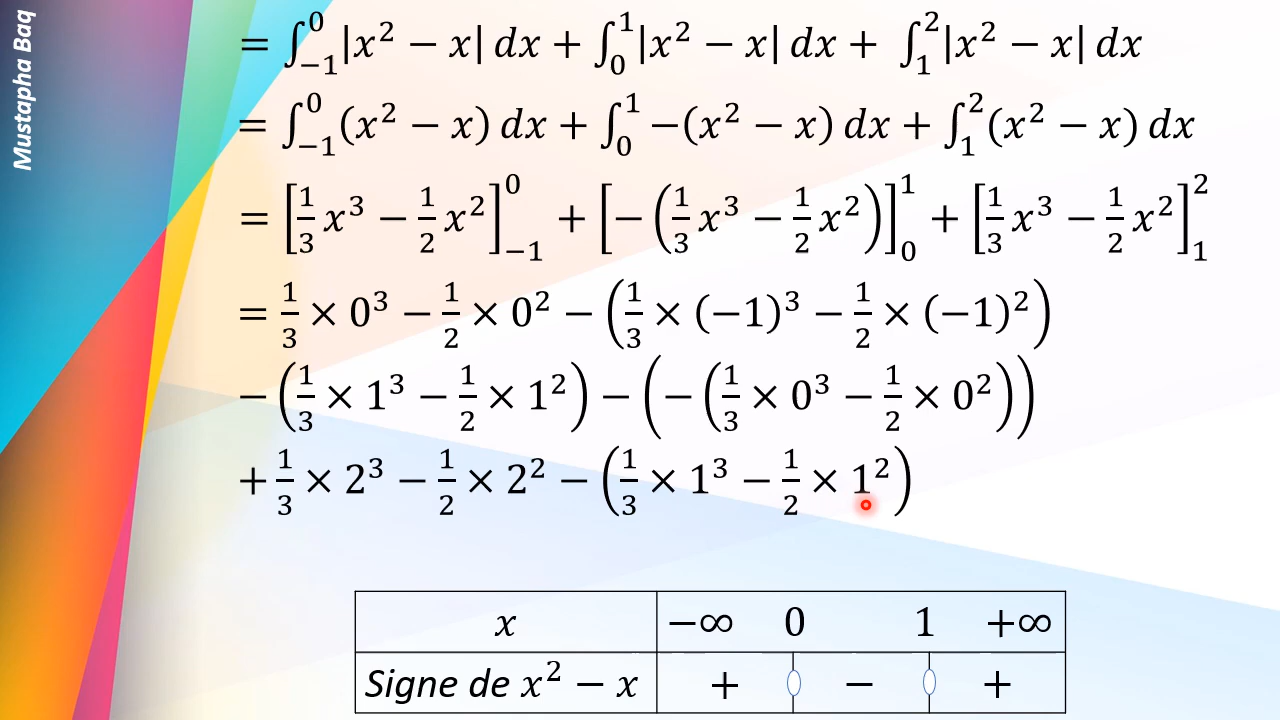 Mustapha Baq
= ∫₋₁⁰|x² − x| dx + ∫₀¹|x² − x| dx + ∫₁²|x² − x| dx
= ∫₋₁⁰(x² − x) dx + ∫₀¹ −(x² − x) dx + ∫₁²(x² − x) dx
= [1/3 x³ − 1/2 x²]₋₁⁰ + [−(1/3 x³ − 1/2 x²)]₀¹ + [1/3 x³ − 1/2 x²]₁²
= 1/3 × 0³ − 1/2 × 0² − (1/3 × (−1)³ − 1/2 × (−1)²)
− (1/3 × 1³ − 1/2 × 1²) − (−(1/3 × 0³ − 1/2 × 0²))
+ 1/3 × 2³ − 1/2 × 2² − (1/3 × 1³ − 1/2 × 1²)
x −∞ 0 1 +∞
Signe de x² − x + 0 − 0 +